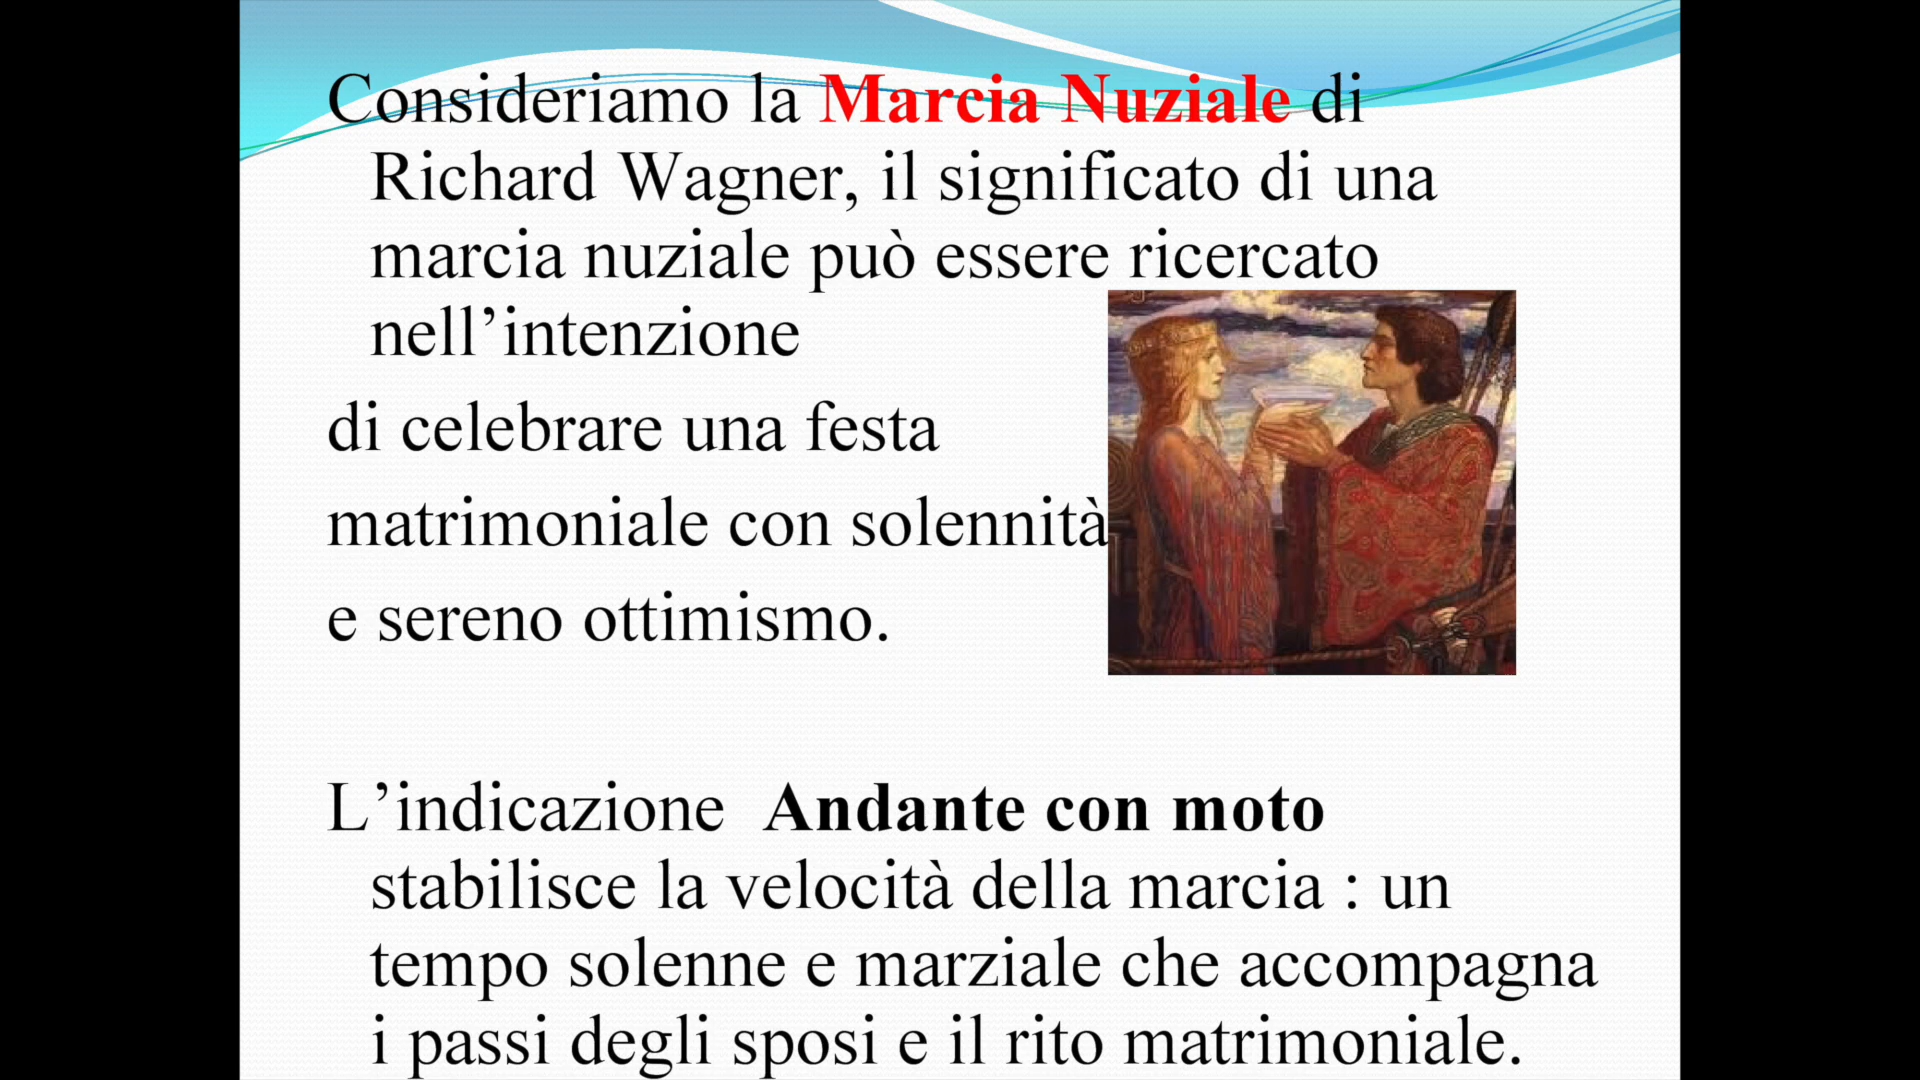 Consideriamo la Marcia Nuziale di
Richard Wagner, il significato di una
marcia nuziale può essere ricercato
nell’intenzione
di celebrare una festa
matrimoniale con solennità
e sereno ottimismo.
L’indicazione  Andante con moto
stabilisce la velocità della marcia : un
tempo solenne e marziale che accompagna
i passi degli sposi e il rito matrimoniale.